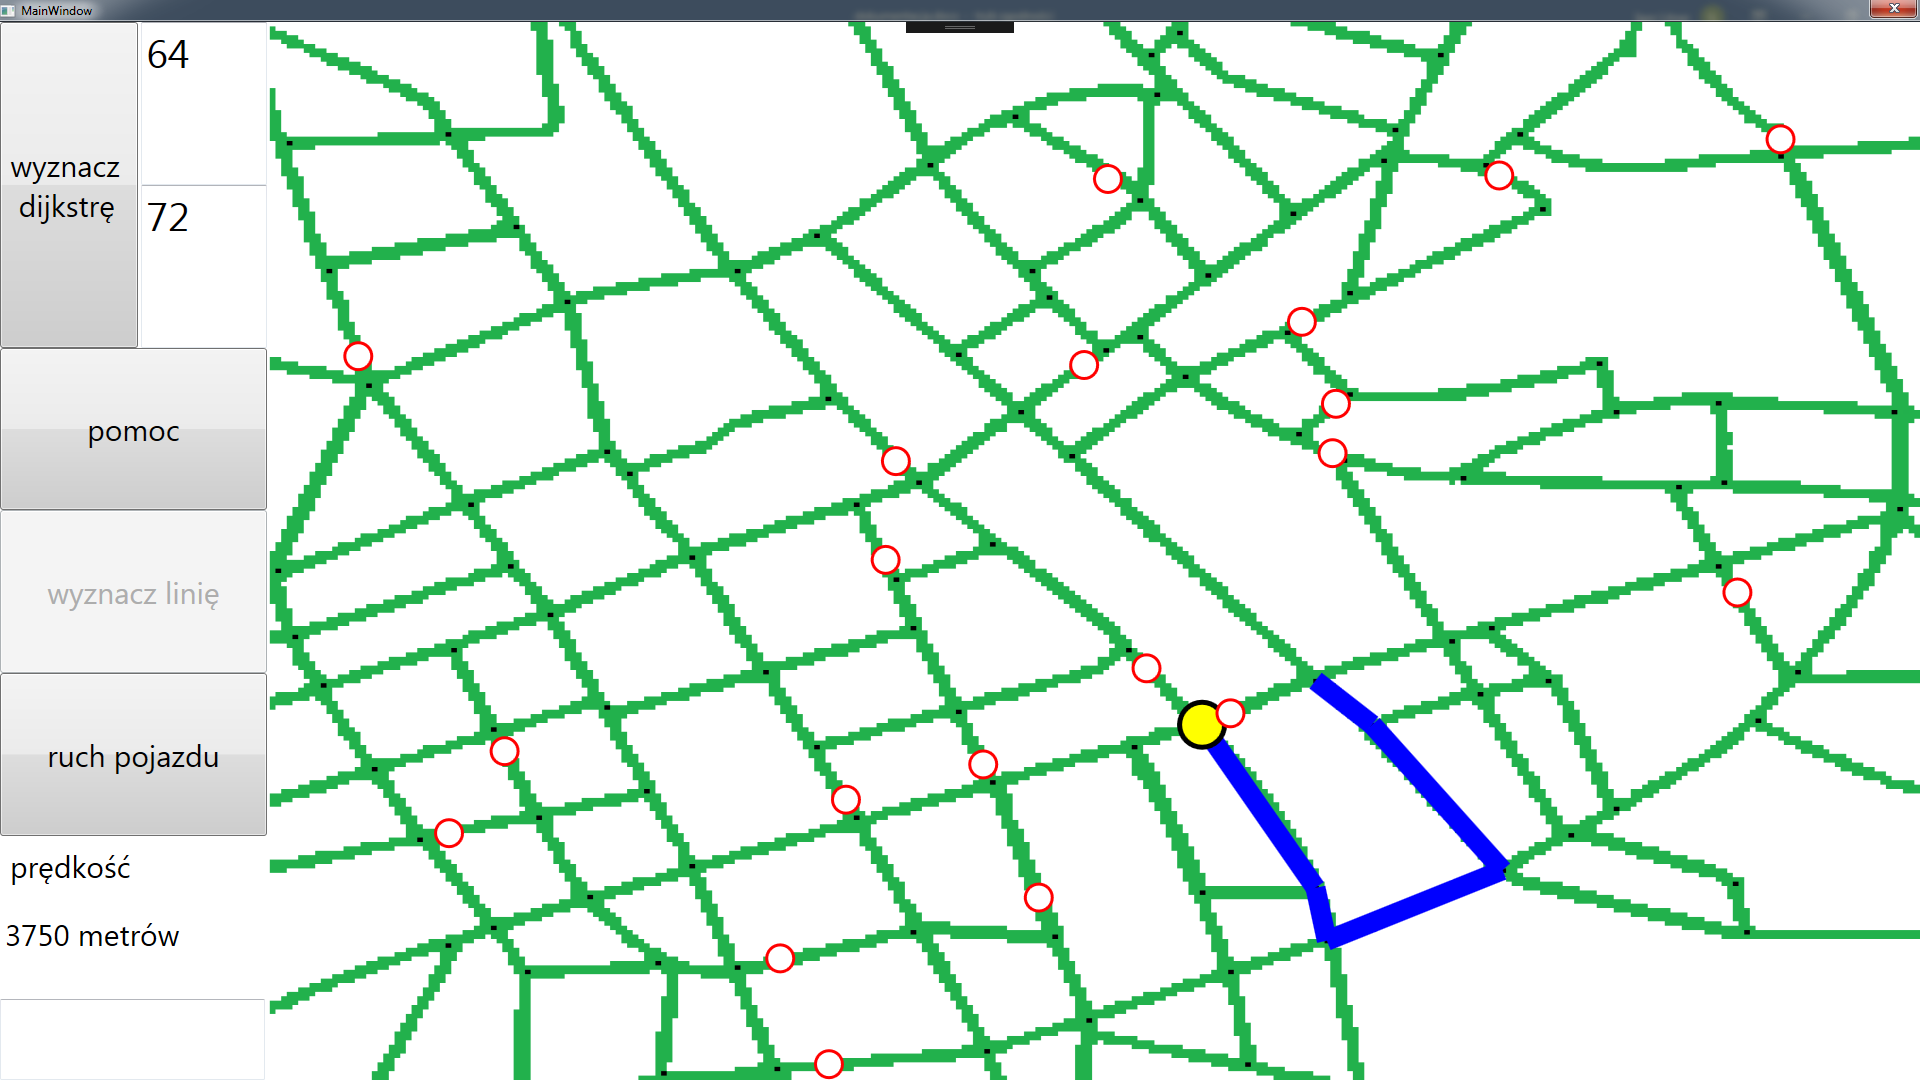 MainWindow
64
wyznacz
dijkstrę
72
pomoc
wyznacz linię
ruch pojazdu
prędkość
3750 metrów